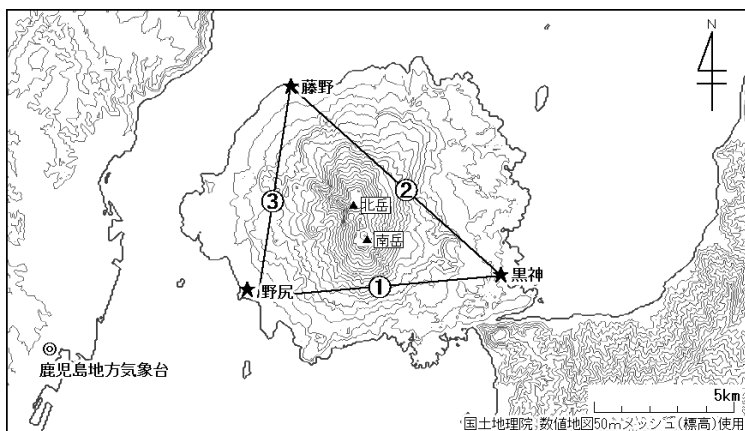 N
★藤野
③
②
▲北岳
▲南岳
★野尻
①
★黒神
◎
鹿児島地方気象台
5km
国土地理院 数値地図50mメッシュ(標高)使用